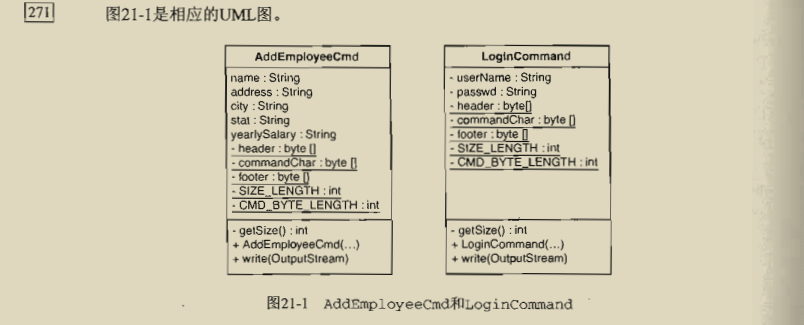 271
图21-1是相应的UML图。
AddEmployeeCmd
name : String
address : String
city : String
stat : String
yearlySalary : String
- header : byte []
- commandChar : byte []
- footer : byte []
- SIZE_LENGTH : int
- CMD_BYTE_LENGTH : int
- getSize() : int
+ AddEmployeeCmd(...)
+ write(OutputStream)
LoginCommand
- userName : String
- passwd : String
- header : byte[]
- commandChar : byte []
- footer : byte []
- SIZE_LENGTH : int
- CMD_BYTE_LENGTH : int
- getSize() : int
+ LoginCommand(...)
+ write(OutputStream)
图21-1 AddEmployeeCmd和LoginCommand